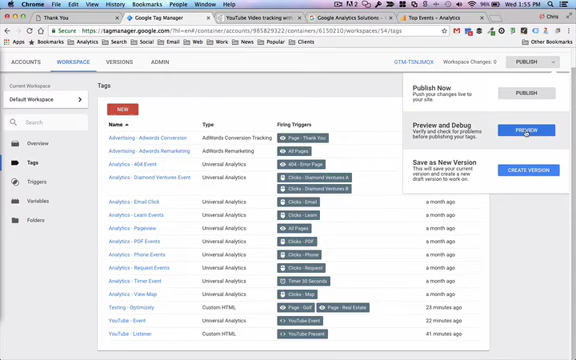 Chrome File Edit View History Bookmarks People Window Help
Wed 1:55 PM
Thank You
Google Tag Manager
YouTube Video tracking with
Google Analytics Solutions -
Top Events - Analytics
Chris
Secure https://tagmanager.google.com/?hl=en#/container/accounts/985829322/containers/6150210/workspaces/54/tags
Apps Bookmarks Social SEO Blogs Work Popular Clients
Other Bookmarks
ACCOUNTS WORKSPACE VERSIONS ADMIN
GTM-TSNJMQX Workspace Changes: 0 PUBLISH
Current Workspace
Default Workspace
Search
Overview
Tags
Triggers
Variables
Folders
Tags
NEW
Name Type Firing Triggers
Advertising - Adwords Conversion AdWords Conversion Tracking Page - Thank You
Advertising - Adwords Remarketing AdWords Remarketing All Pages
Analytics - 404 Event Universal Analytics 404 - Error Page
Analytics - Diamond Ventures Event Universal Analytics Clicks - Diamond Ventures A
Clicks - Diamond Ventures B
Analytics - Email Click Universal Analytics Clicks - Email a month ago
Analytics - Learn Events Universal Analytics Clicks - Learn a month ago
Analytics - Pageview Universal Analytics All Pages a month ago
Analytics - PDF Events Universal Analytics Clicks - PDF a month ago
Analytics - Phone Events Universal Analytics Clicks - Phone a month ago
Analytics - Request Events Universal Analytics Clicks - Request a month ago
Analytics - Timer Event Universal Analytics Timer 30 Seconds a month ago
Analytics - View Map Universal Analytics Clicks - Map a month ago
Testing - Optimizely Custom HTML Page - Golf Page - Real Estate 23 minutes ago
YouTube - Event Universal Analytics YouTube Event 32 minutes ago
YouTube - Listener Custom HTML YouTube Present 41 minutes ago
Publish Now
Push your changes live to
your site.
PUBLISH
Preview and Debug
Verify and check for problems
before publishing your tags.
PREVIEW
Save as New Version
This will save your current
version and create a new
draft version to work on.
CREATE VERSION